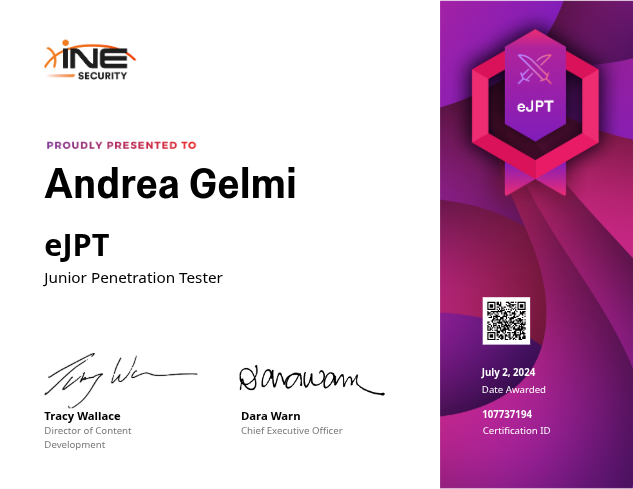 INE
SECURITY
PROUDLY PRESENTED TO
Andrea Gelmi
eJPT
Junior Penetration Tester
Tracy Wallace
Director of Content
Development
Dara Warn
Chief Executive Officer
eJPT
July 2, 2024
Date Awarded
107737194
Certification ID